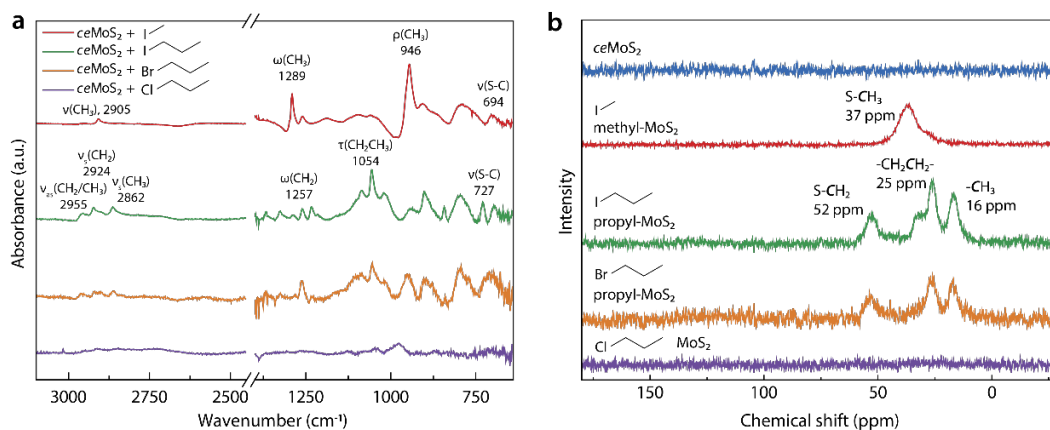 a
ceMoS₂ + I
ceMoS₂ + I
ceMoS₂ + Br
ceMoS₂ + Cl
ν(CH₃), 2905
ω(CH₃)
1289
ρ(CH₃)
946
ν(S-C)
694
νₛ(CH₂)
2924
νₐₛ(CH₂/CH₃)
2955
νₛ(CH₃)
2862
ω(CH₂)
1257
τ(CH₂CH₃)
1054
ν(S-C)
727
Absorbance (a.u.)
3000 2750 2500 1250 1000 750
Wavenumber (cm⁻¹)
b
ceMoS₂
I
methyl-MoS₂
S-CH₃
37 ppm
I
propyl-MoS₂
S-CH₂
52 ppm
-CH₂CH₂-
25 ppm
-CH₃
16 ppm
Br
propyl-MoS₂
Cl MoS₂
Intensity
150 100 50 0
Chemical shift (ppm)